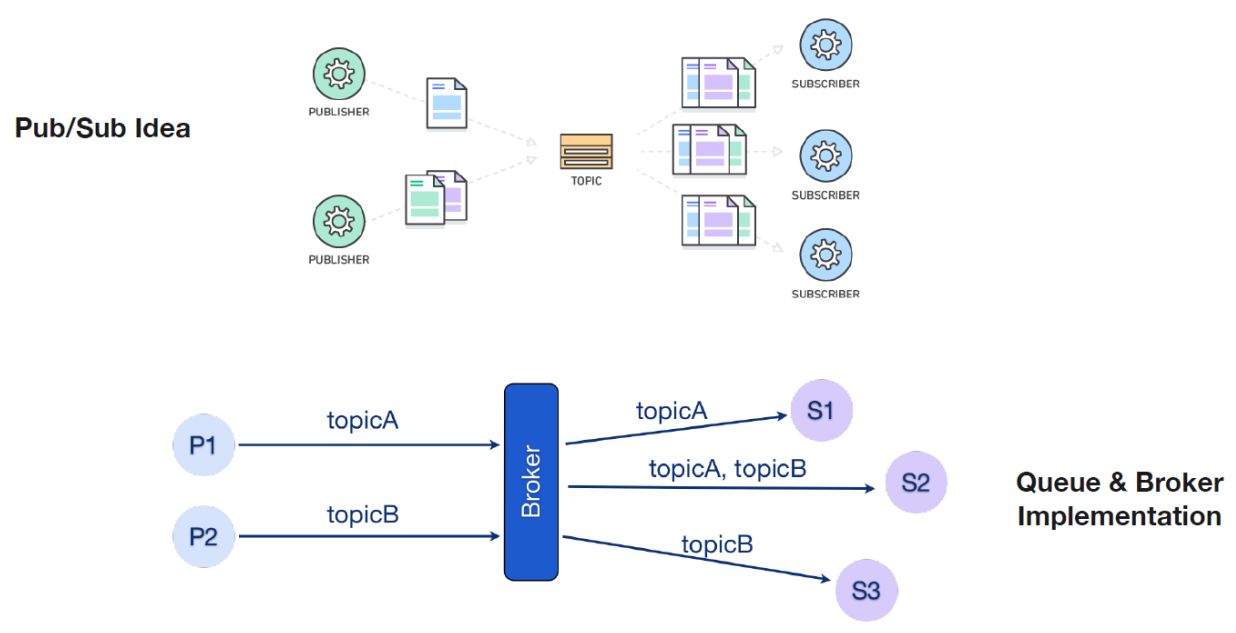 Pub/Sub Idea
PUBLISHER
PUBLISHER
TOPIC
SUBSCRIBER
SUBSCRIBER
SUBSCRIBER
P1
topicA
P2
topicB
Broker
topicA
S1
topicA, topicB
S2
topicB
S3
Queue & Broker
Implementation